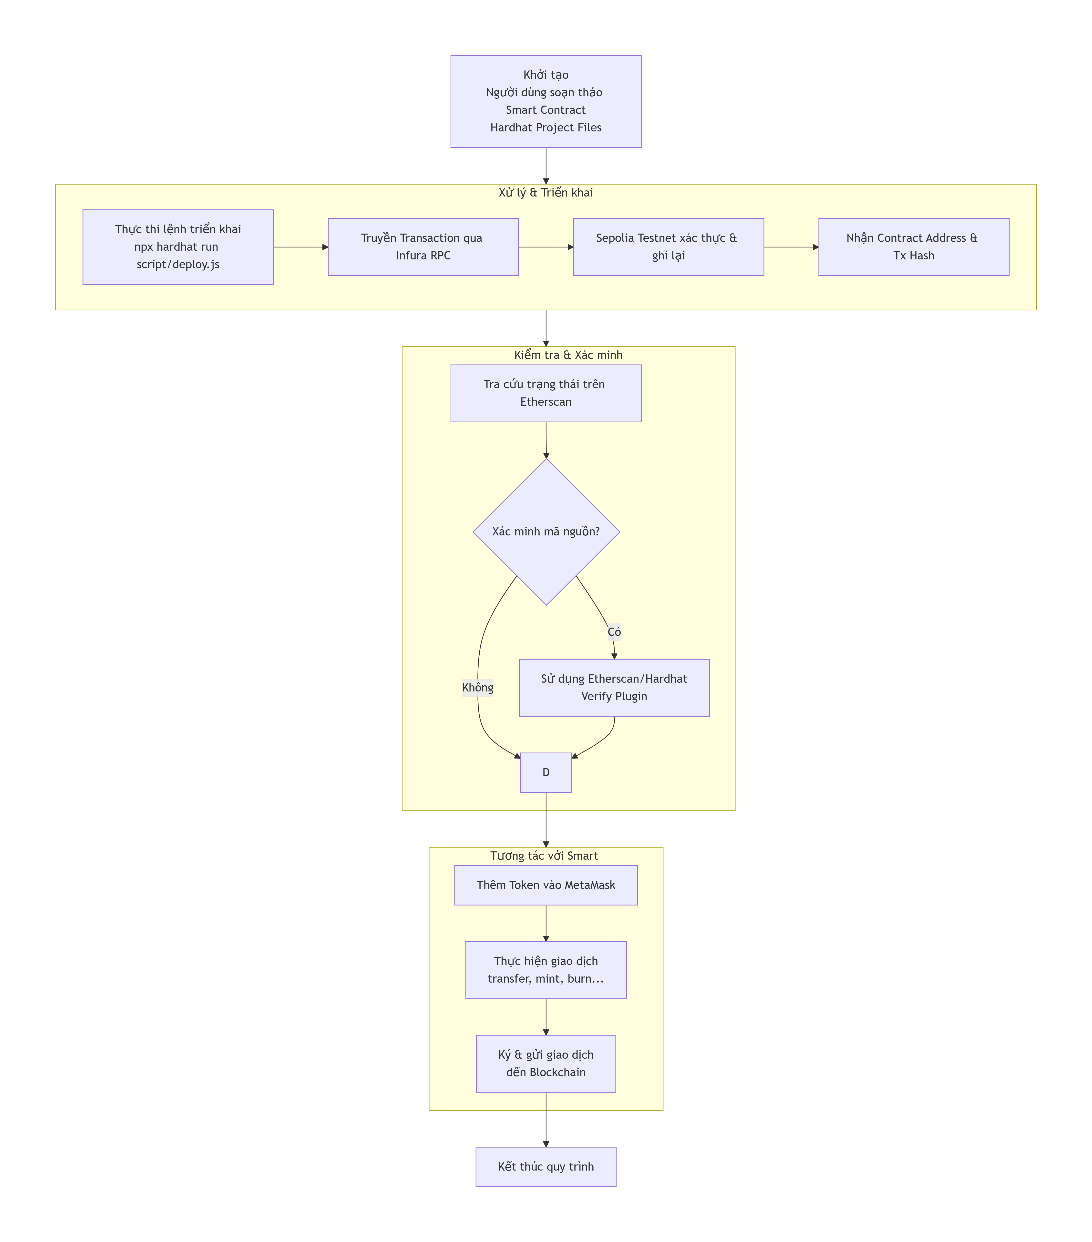 Khởi tạo
Người dùng soạn thảo
Smart Contract
Hardhat Project Files
Xử lý & Triển khai
Thực thi lệnh triển khai
npx hardhat run
script/deploy.js
Truyền Transaction qua
Infura RPC
Sepolia Testnet xác thực &
ghi lại
Nhận Contract Address &
Tx Hash
Kiểm tra & Xác minh
Tra cứu trạng thái trên
Etherscan
Xác minh mã nguồn?
Có
Không
Sử dụng Etherscan/Hardhat
Verify Plugin
D
Tương tác với Smart
Thêm Token vào MetaMask
Thực hiện giao dịch
transfer, mint, burn...
Ký & gửi giao dịch
đến Blockchain
Kết thúc quy trình